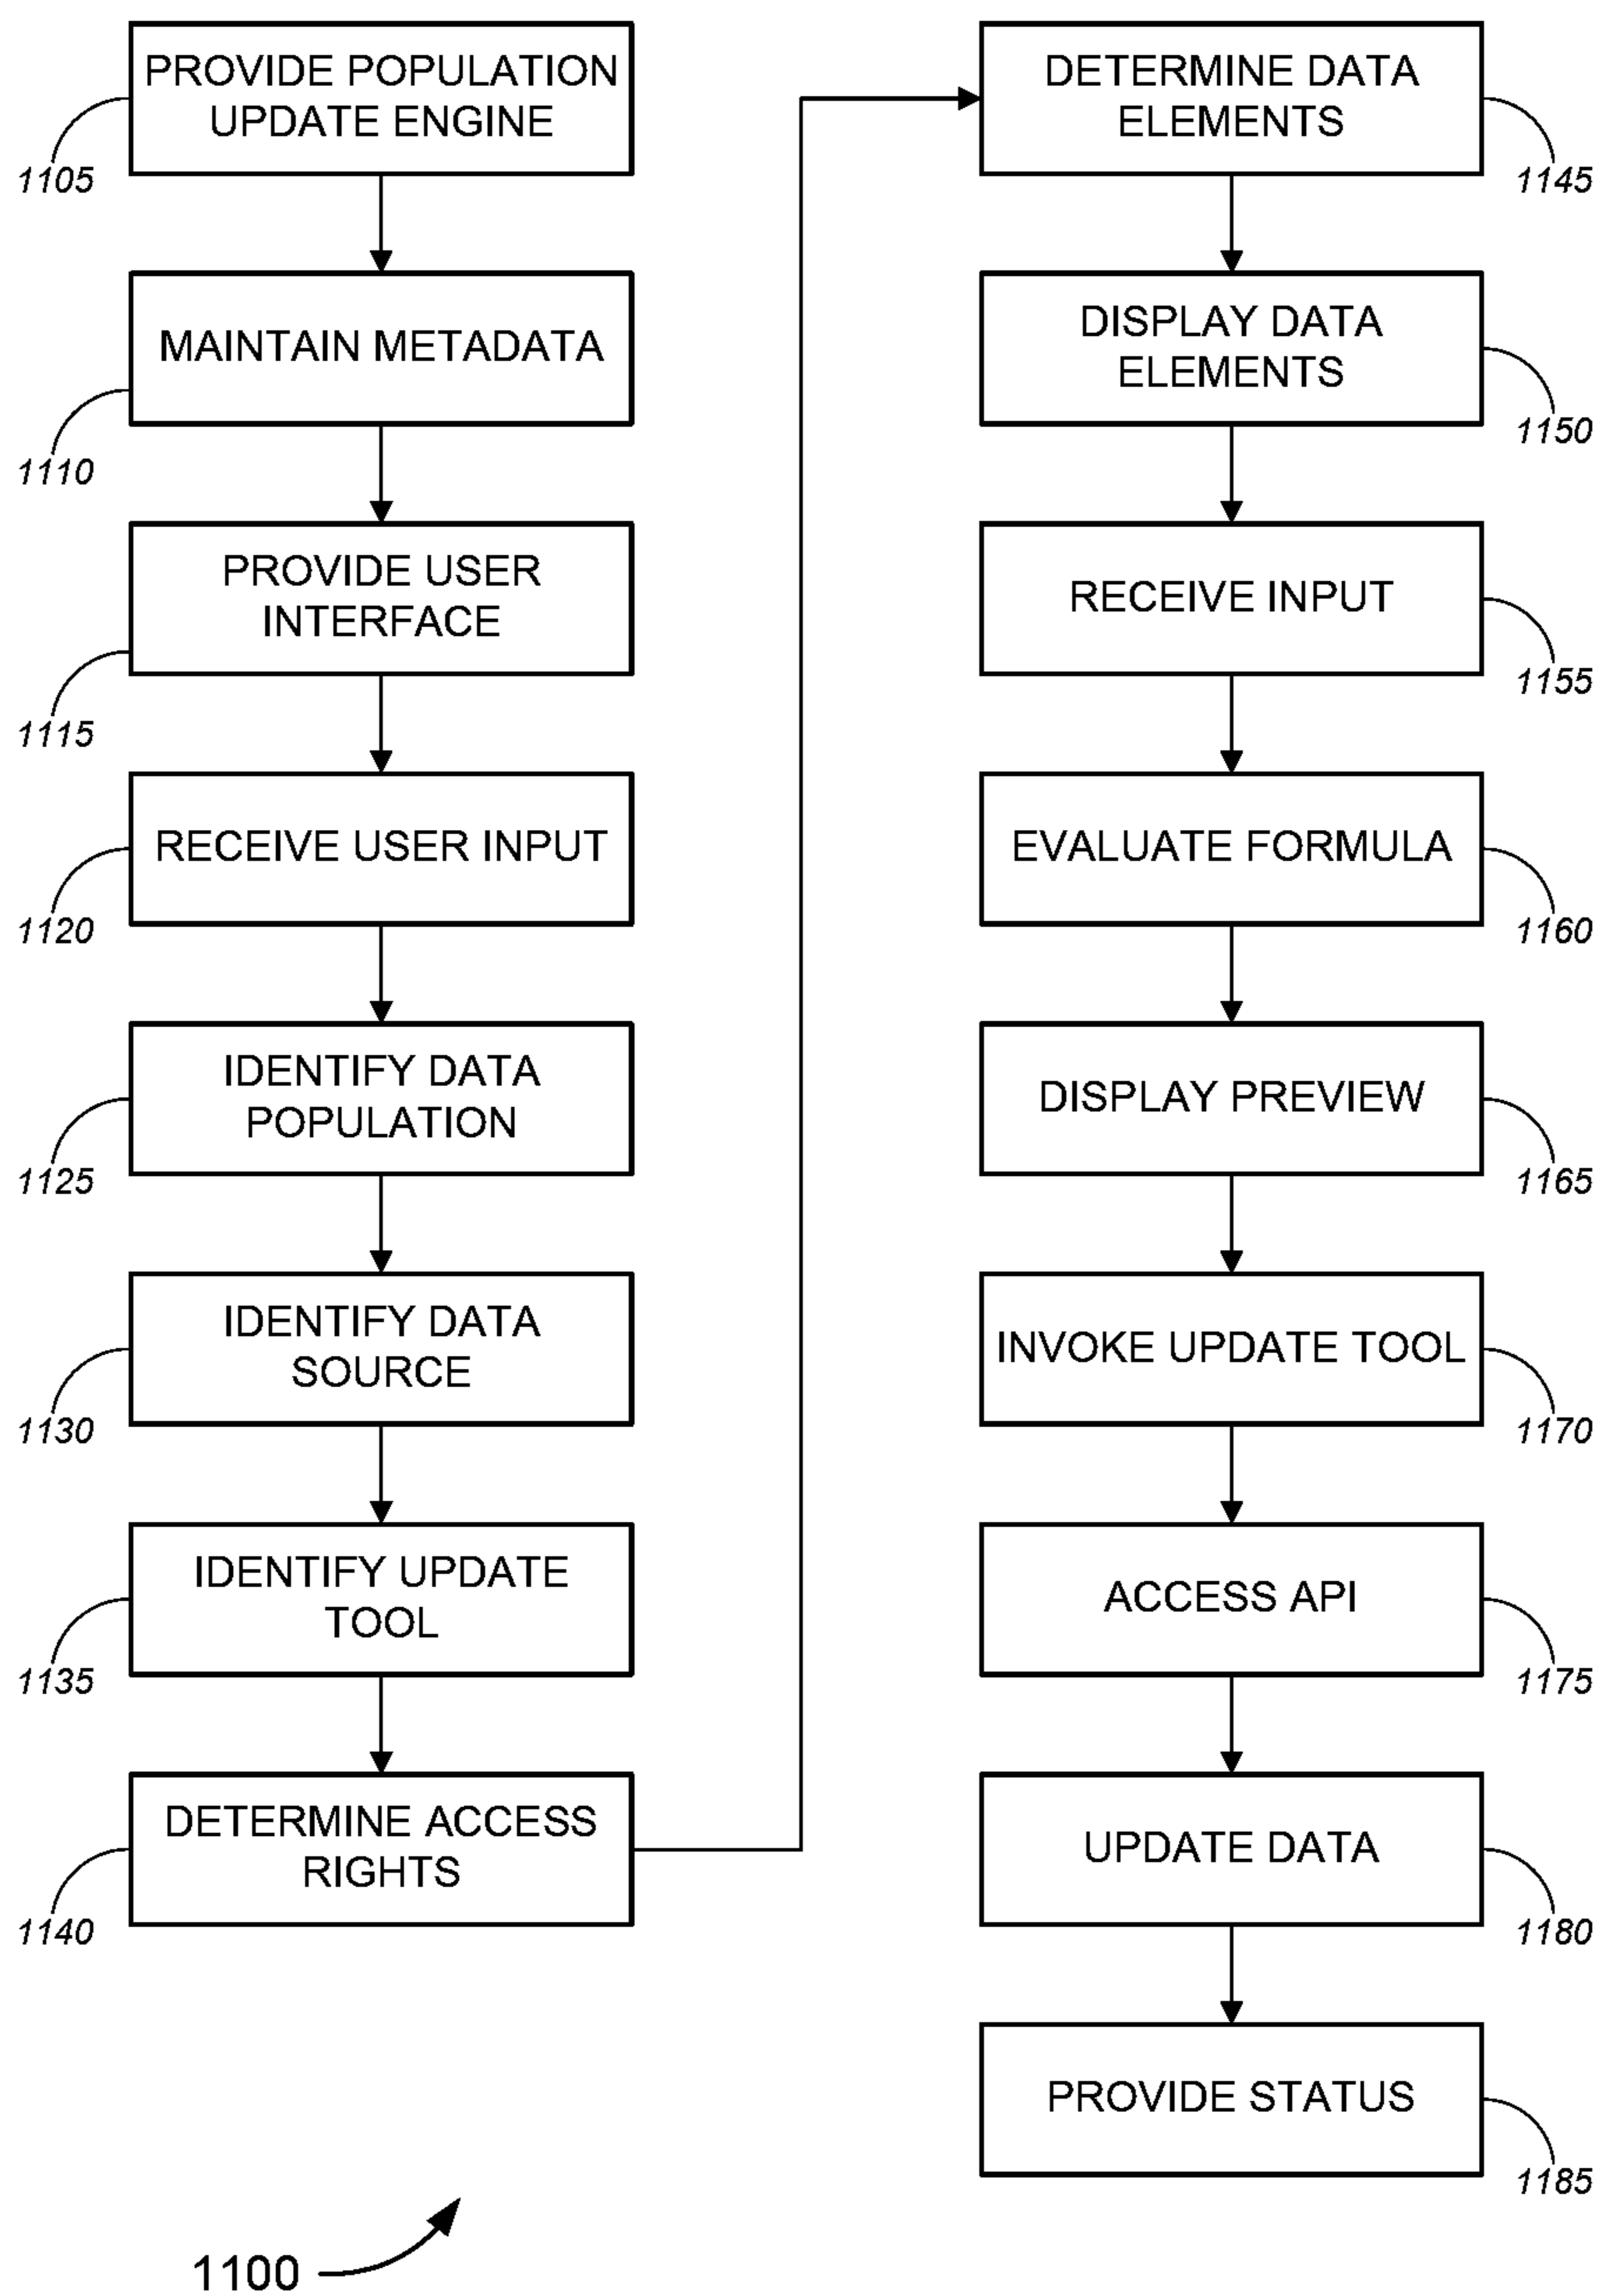 PROVIDE POPULATION
UPDATE ENGINE
1105
MAINTAIN METADATA
1110
PROVIDE USER
INTERFACE
1115
RECEIVE USER INPUT
1120
IDENTIFY DATA
POPULATION
1125
IDENTIFY DATA
SOURCE
1130
IDENTIFY UPDATE
TOOL
1135
DETERMINE ACCESS
RIGHTS
1140
DETERMINE DATA
ELEMENTS
1145
DISPLAY DATA
ELEMENTS
1150
RECEIVE INPUT
1155
EVALUATE FORMULA
1160
DISPLAY PREVIEW
1165
INVOKE UPDATE TOOL
1170
ACCESS API
1175
UPDATE DATA
1180
PROVIDE STATUS
1185
1100